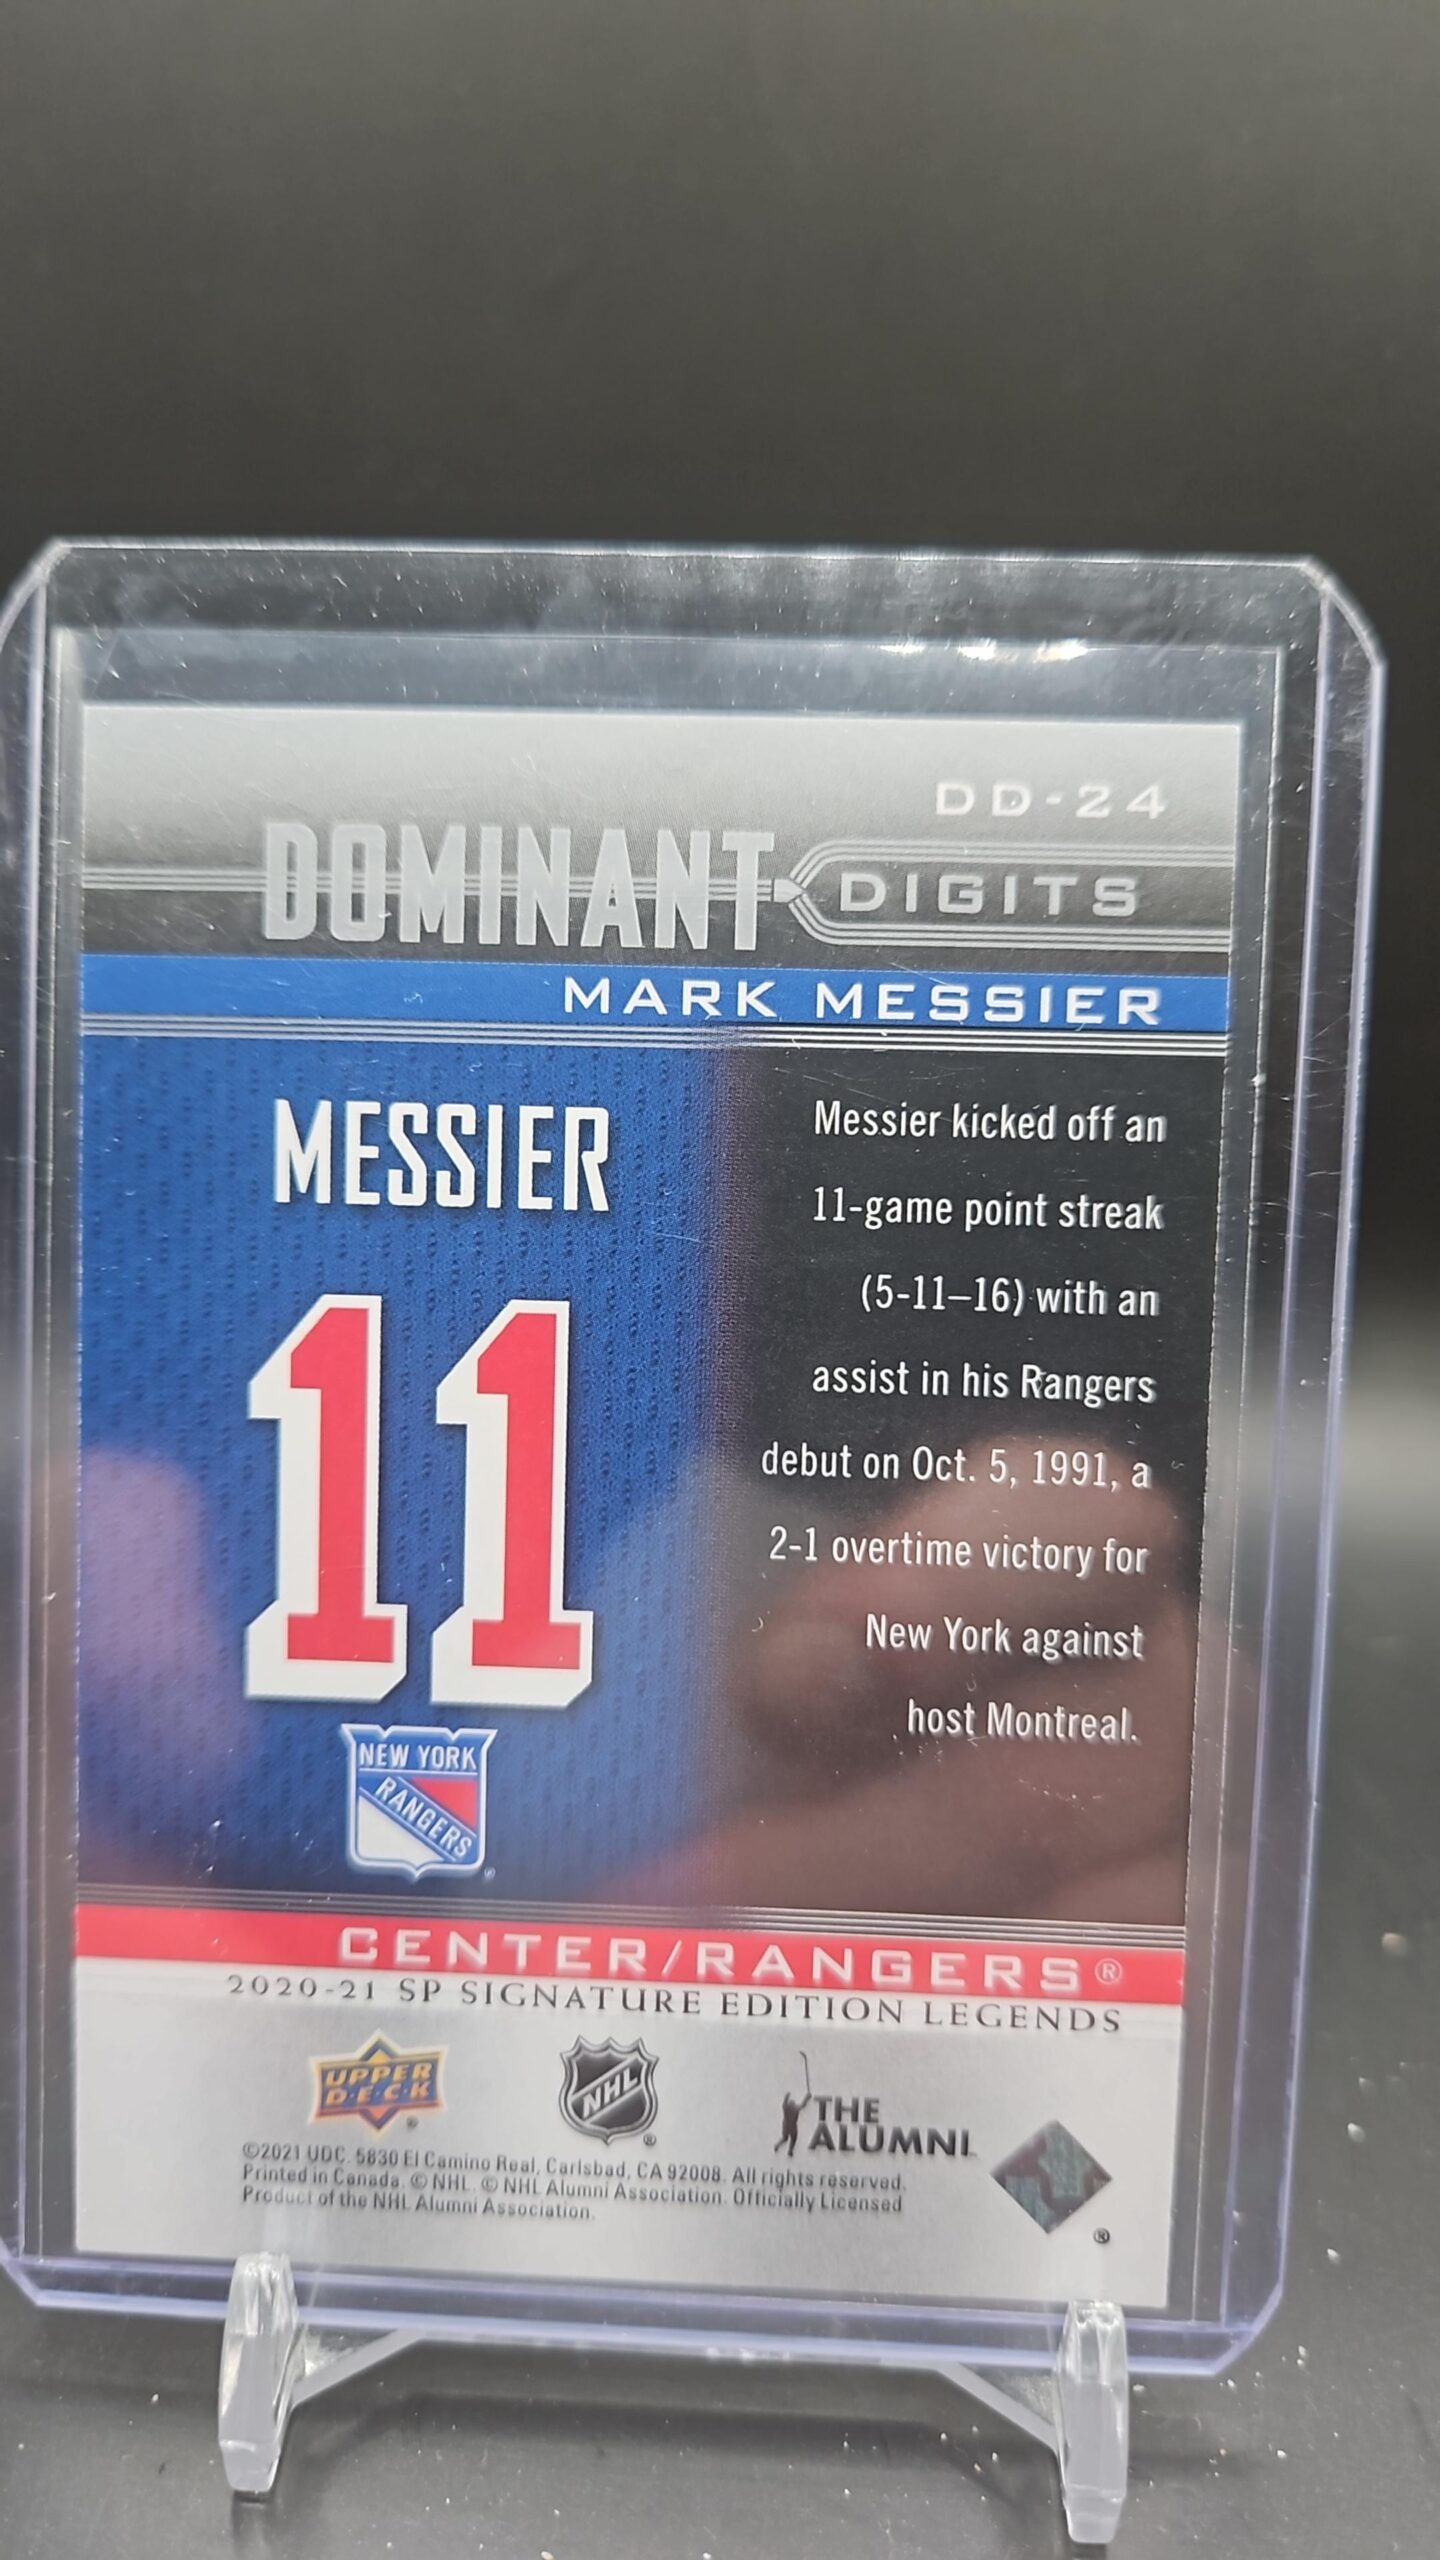 DD-24
DOMINANT DIGITS
MARK MESSIER
MESSIER
11
NEW YORK
RANGERS
Messier kicked off an
11-game point streak
(5-11–16) with an
assist in his Rangers
debut on Oct. 5, 1991, a
2-1 overtime victory for
New York against
host Montreal.
CENTER/RANGERS®
2020-21 SP SIGNATURE EDITION LEGENDS
UPPER
DECK
NHL
THE
ALUMNI
©2021 UDC. 5830 El Camino Real, Carlsbad, CA 92008. All rights reserved.
Printed in Canada. © NHL. © NHL Alumni Association. Officially Licensed
Product of the NHL Alumni Association.